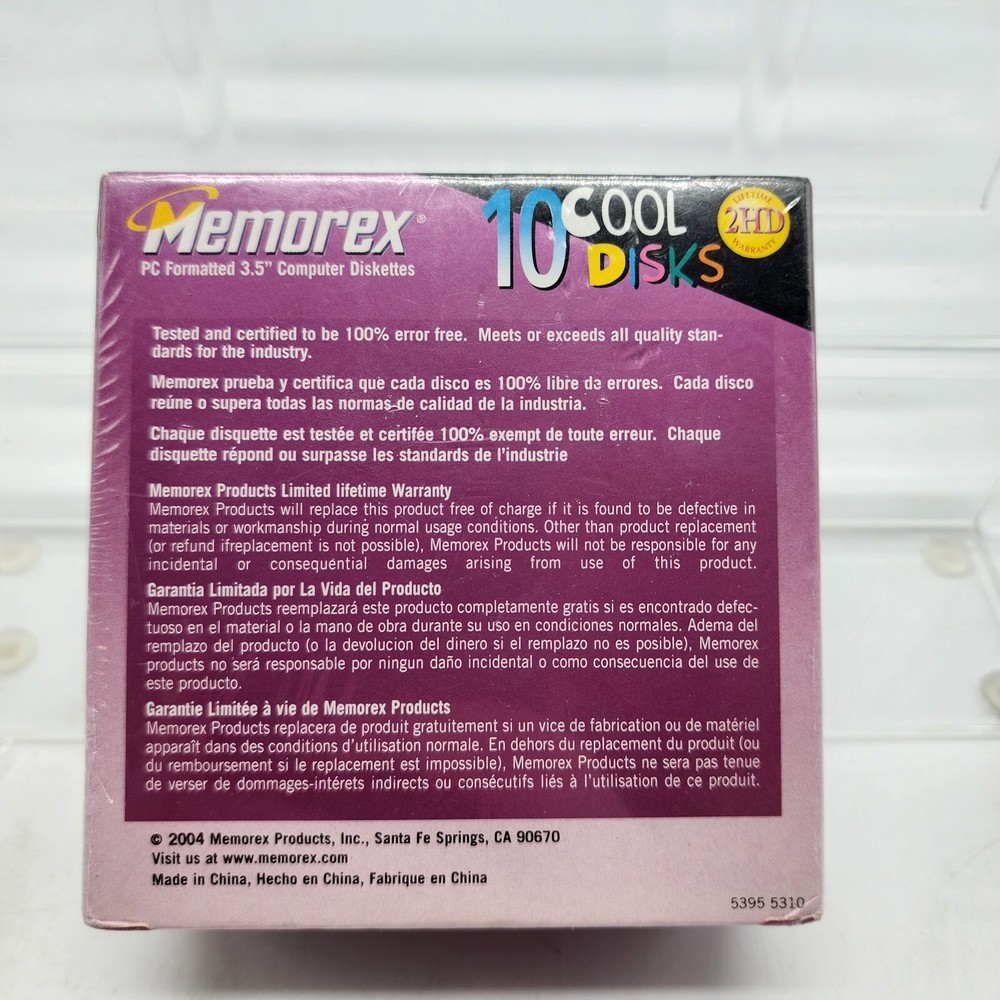 Memorex®
PC Formatted 3.5" Computer Diskettes
10 COOL
DISKS
LIFETIME
2HD
WARRANTY
Tested and certified to be 100% error free. Meets or exceeds all quality stan-
dards for the industry.
Memorex prueba y certifica que cada disco es 100% libre de errores. Cada disco
reúne o supera todas las normas de calidad de la industria.
Chaque disquette est testée et certifée 100% exempt de toute erreur. Chaque
disquette répond ou surpasse les standards de l'industrie
Memorex Products Limited lifetime Warranty
Memorex Products will replace this product free of charge if it is found to be defective in
materials or workmanship during normal usage conditions. Other than product replacement
(or refund ifreplacement is not possible), Memorex Products will not be responsible for any
incidental or consequential damages arising from use of this product.
Garantia Limitada por La Vida del Producto
Memorex Products reemplazará este producto completamente gratis si es encontrado defec-
tuoso en el material o la mano de obra durante su uso en condiciones normales. Adema del
remplazo del producto (o la devolucion del dinero si el remplazo no es posible), Memorex
products no será responsable por ningun daño incidental o como consecuencia del uso de
este producto.
Garantie Limitée à vie de Memorex Products
Memorex Products replacera de produit gratuitement si un vice de fabrication ou de matériel
apparaît dans des conditions d'utilisation normale. En dehors du replacement du produit (ou
du remboursement si le replacement est impossible), Memorex Products ne sera pas tenue
de verser de dommages-intérets indirects ou consécutifs liés à l'utilisation de ce produit.
© 2004 Memorex Products, Inc., Santa Fe Springs, CA 90670
Visit us at www.memorex.com
Made in China, Hecho en China, Fabrique en China
5395 5310